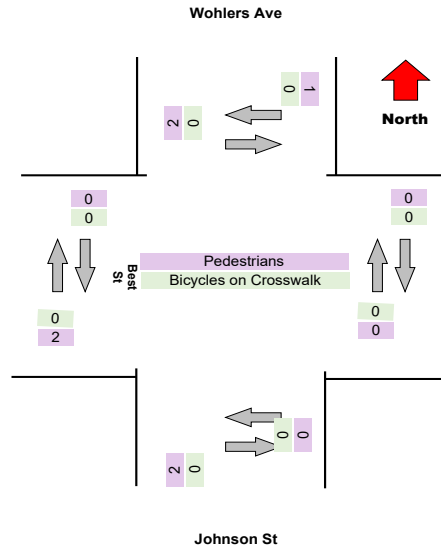 Wohlers Ave
0 1
2 0
North
0
0
0
0
Best
St
Pedestrians
Bicycles on Crosswalk
0
2
0
0
0 0
2 0
Johnson St